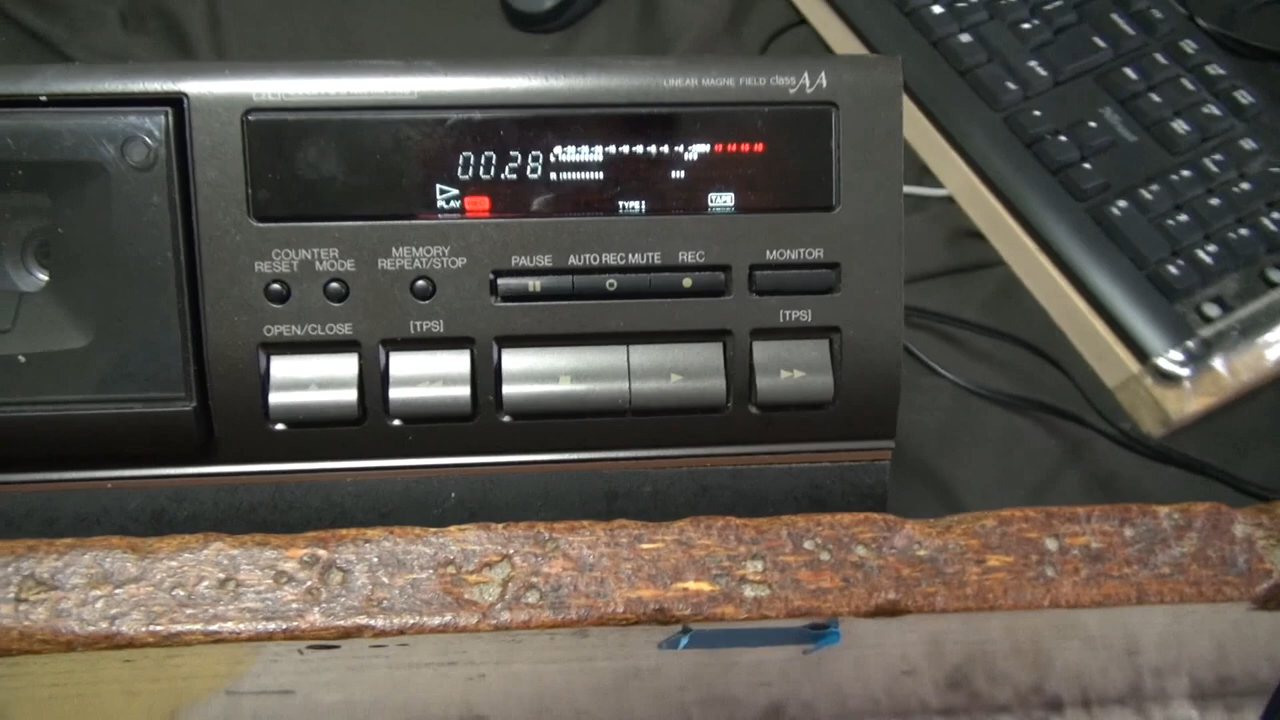 LINEAR MAGNE FIELD class AA
00.28
PLAY REC
TYPE I
TAPE
COUNTER
RESET MODE
MEMORY
REPEAT/STOP
PAUSE AUTO REC MUTE REC
MONITOR
OPEN/CLOSE
[TPS]
[TPS]